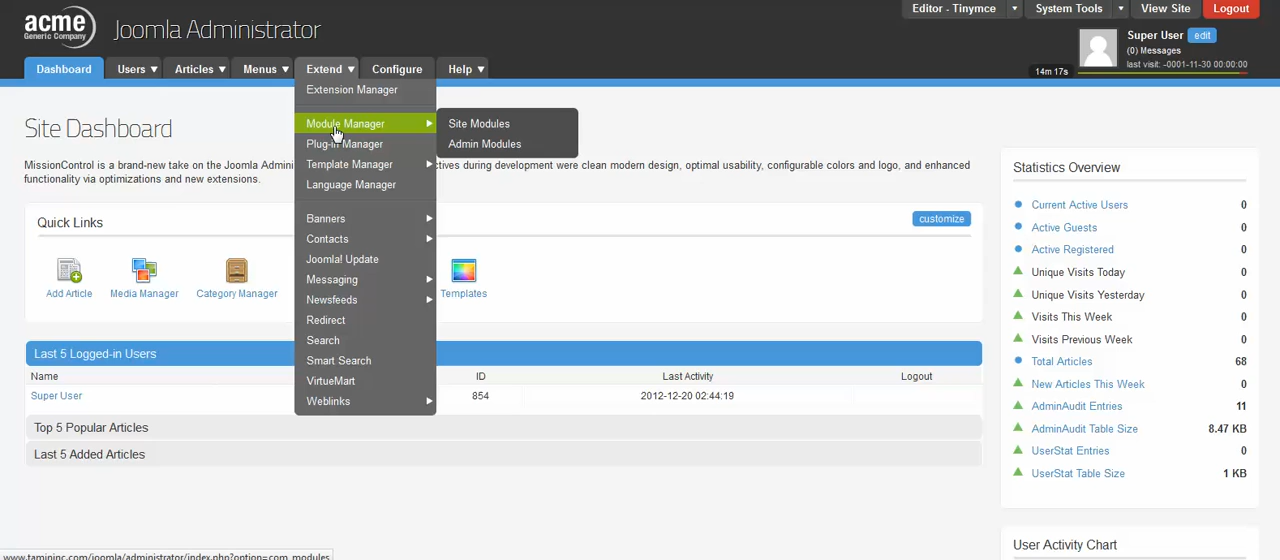 acme
Generic Company
Joomla Administrator
Editor - Tinymce
System Tools
View Site
Logout
Super User edit
(0) Messages
last visit: -0001-11-30 00:00:00
14m 17s
Dashboard
Users
Articles
Menus
Extend
Configure
Help
Extension Manager
Module Manager
Plug-in Manager
Template Manager
Language Manager
Banners
Contacts
Joomla! Update
Messaging
Newsfeeds
Redirect
Search
Smart Search
VirtueMart
Weblinks
Site Modules
Admin Modules
Site Dashboard
MissionControl is a brand-new take on the Joomla Admini
ctives during development were clean modern design, optimal usability, configurable colors and logo, and enhanced
functionality via optimizations and new extensions.
Quick Links
customize
Add Article
Media Manager
Category Manager
Templates
Last 5 Logged-in Users
Name ID Last Activity Logout
Super User 854 2012-12-20 02:44:19
Top 5 Popular Articles
Last 5 Added Articles
Statistics Overview
Current Active Users 0
Active Guests 0
Active Registered 0
Unique Visits Today 0
Unique Visits Yesterday 0
Visits This Week 0
Visits Previous Week 0
Total Articles 68
New Articles This Week 0
AdminAudit Entries 11
AdminAudit Table Size 8.47 KB
UserStat Entries 0
UserStat Table Size 1 KB
User Activity Chart
www.tamininc.com/joomla/administrator/index.php?option=com_modules